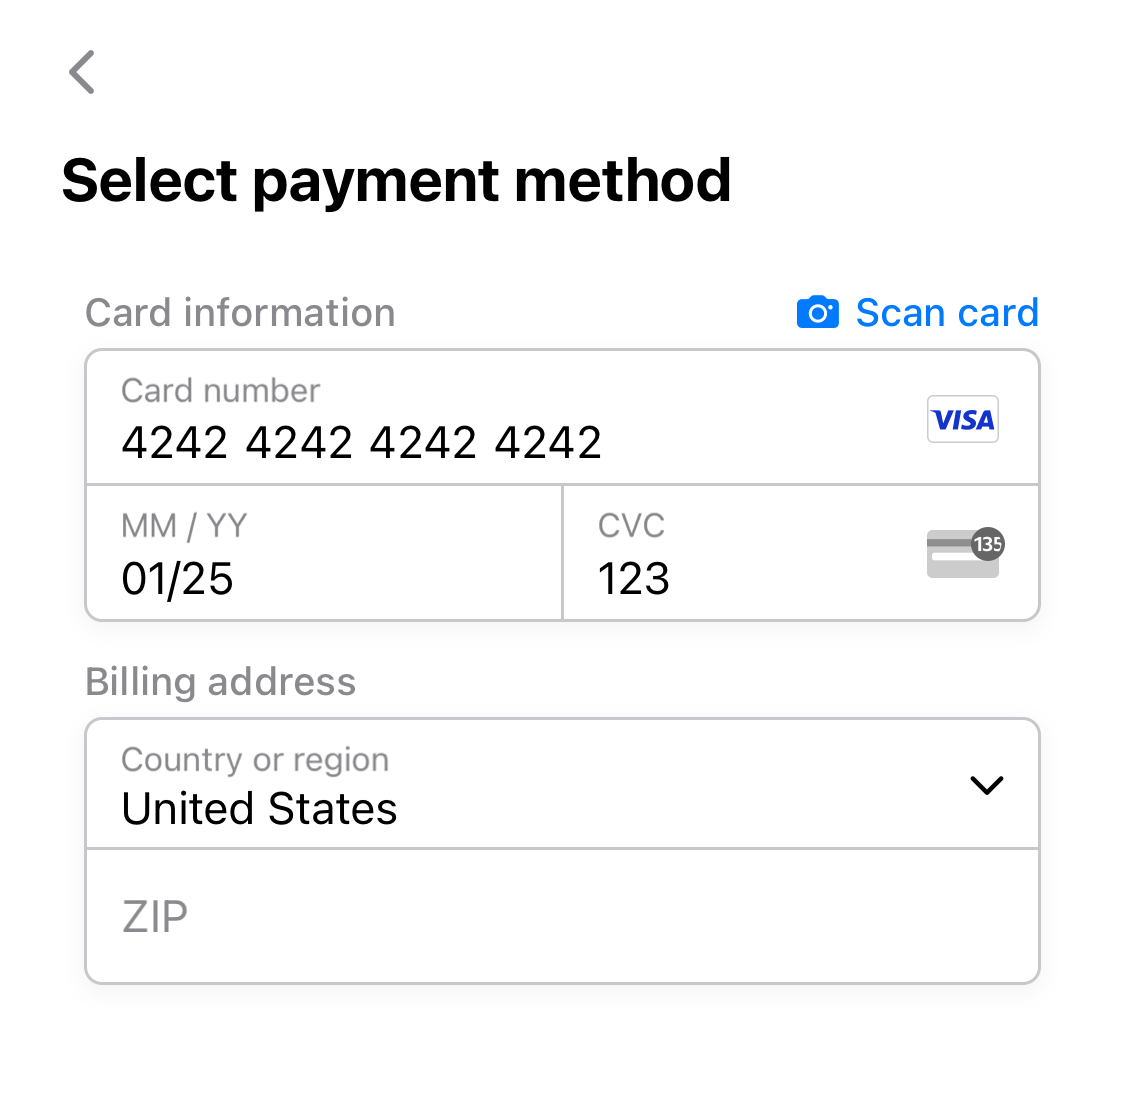 Select payment method
Card information
Scan card
Card number
4242 4242 4242 4242
VISA
MM / YY
01/25
CVC
123
135
Billing address
Country or region
United States
ZIP